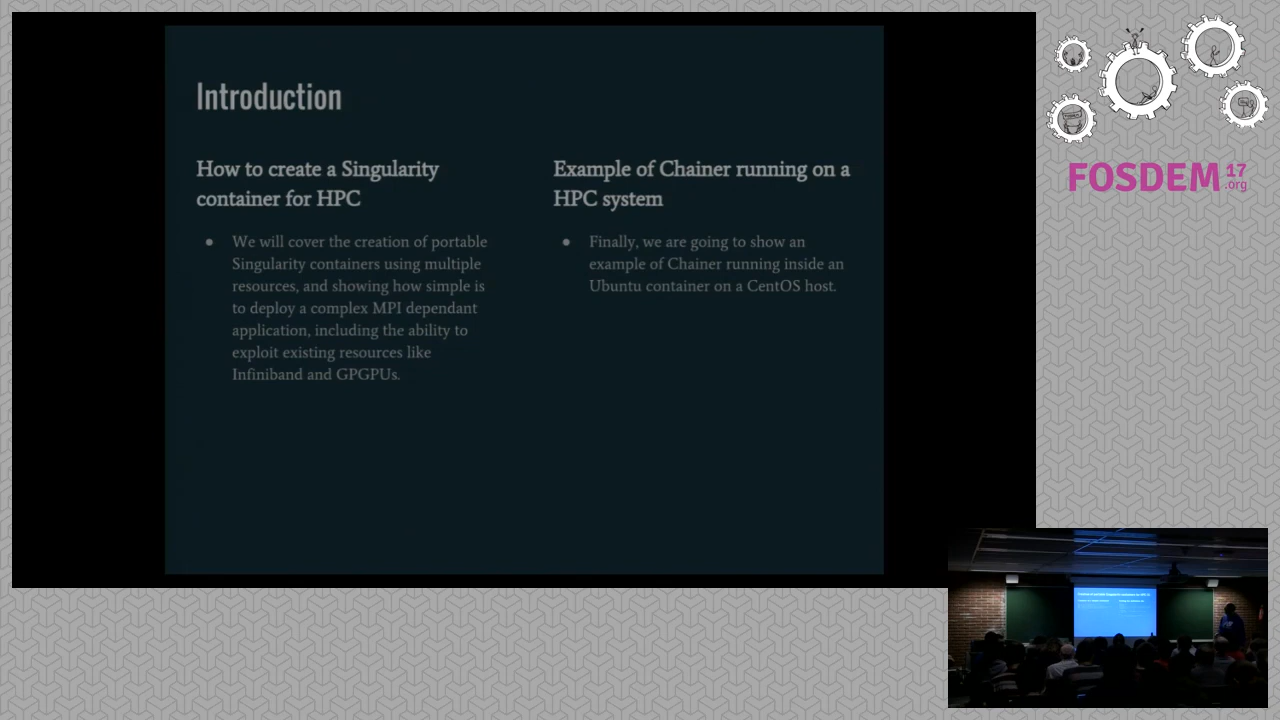 Introduction
How to create a Singularity
container for HPC
● We will cover the creation of portable
Singularity containers using multiple
resources, and showing how simple is
to deploy a complex MPI dependant
application, including the ability to
exploit existing resources like
Infiniband and GPGPUs.
Example of Chainer running on a
HPC system
● Finally, we are going to show an
example of Chainer running inside an
Ubuntu container on a CentOS host.
FOSDEM 17
.org